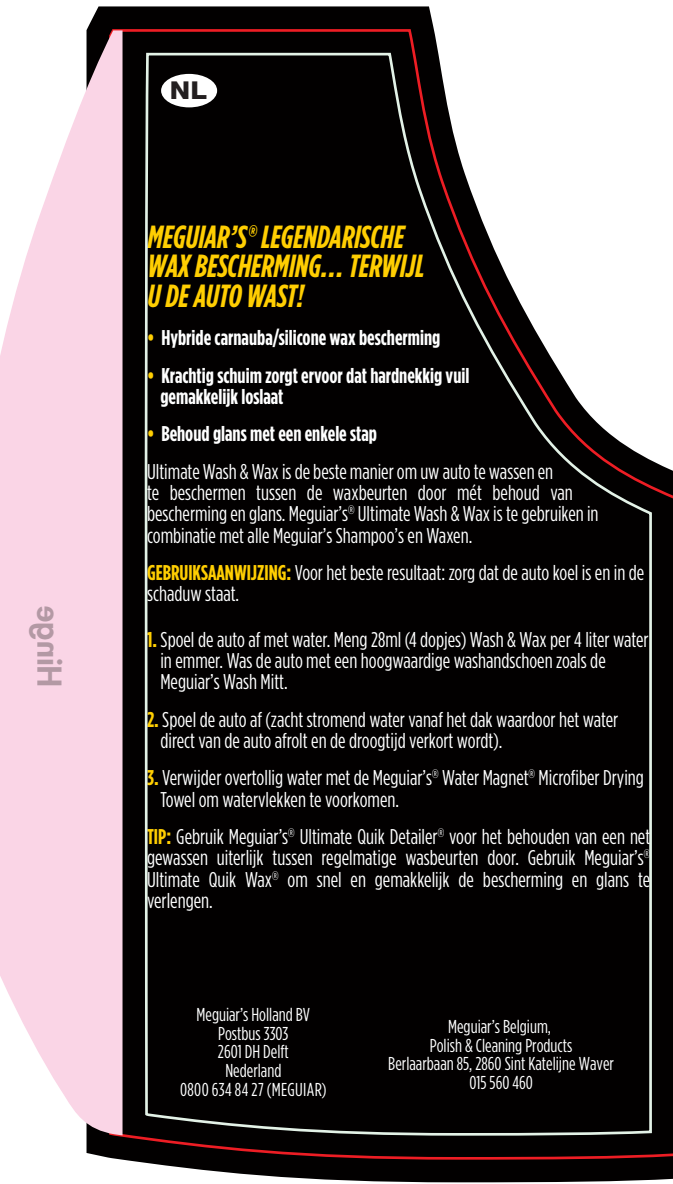 NL
MEGUIAR'S® LEGENDARISCHE
WAX BESCHERMING... TERWIJL
U DE AUTO WAST!
• Hybride carnauba/silicone wax bescherming
• Krachtig schuim zorgt ervoor dat hardnekkig vuil
gemakkelijk loslaat
• Behoud glans met een enkele stap
Ultimate Wash & Wax is de beste manier om uw auto te wassen en
te beschermen tussen de waxbeurten door mét behoud van
bescherming en glans. Meguiar's® Ultimate Wash & Wax is te gebruiken in
combinatie met alle Meguiar's Shampoo's en Waxen.
GEBRUIKSAANWIJZING: Voor het beste resultaat: zorg dat de auto koel is en in de
schaduw staat.
1. Spoel de auto af met water. Meng 28ml (4 dopjes) Wash & Wax per 4 liter water
in emmer. Was de auto met een hoogwaardige washandschoen zoals de
Meguiar's Wash Mitt.
2. Spoel de auto af (zacht stromend water vanaf het dak waardoor het water
direct van de auto afrolt en de droogtijd verkort wordt).
3. Verwijder overtollig water met de Meguiar's® Water Magnet® Microfiber Drying
Towel om watervlekken te voorkomen.
TIP: Gebruik Meguiar's® Ultimate Quik Detailer® voor het behouden van een net
gewassen uiterlijk tussen regelmatige wasbeurten door. Gebruik Meguiar's®
Ultimate Quik Wax® om snel en gemakkelijk de bescherming en glans te
verlengen.
Meguiar's Holland BV
Postbus 3303
2601 DH Delft
Nederland
0800 634 84 27 (MEGUIAR)
Meguiar's Belgium,
Polish & Cleaning Products
Berlaarbaan 85, 2860 Sint Katelijne Waver
015 560 460
Hinge